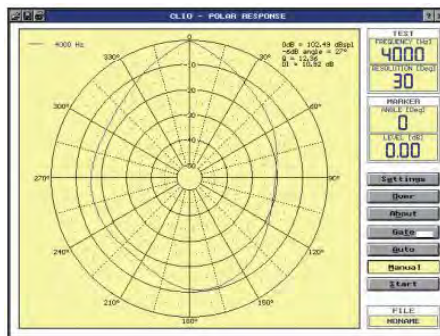 CLIO - POLAR RESPONSE
4000 Hz
0dB = 102.49 dBspl
-6dB angle = 27°
Q = 12.36
DI = 10.92 dB
0
330°
30°
300°
60°
270°
90°
240°
120°
210°
150°
180°
TEST
FREQUENCY [Hz]
4000
RESOLUTION [Deg]
30
MARKER
ANGLE [Deg]
0
LEVEL [dB]
0.00
Settings
Over
About
Gate
Auto
Manual
Start
FILE
NONAME